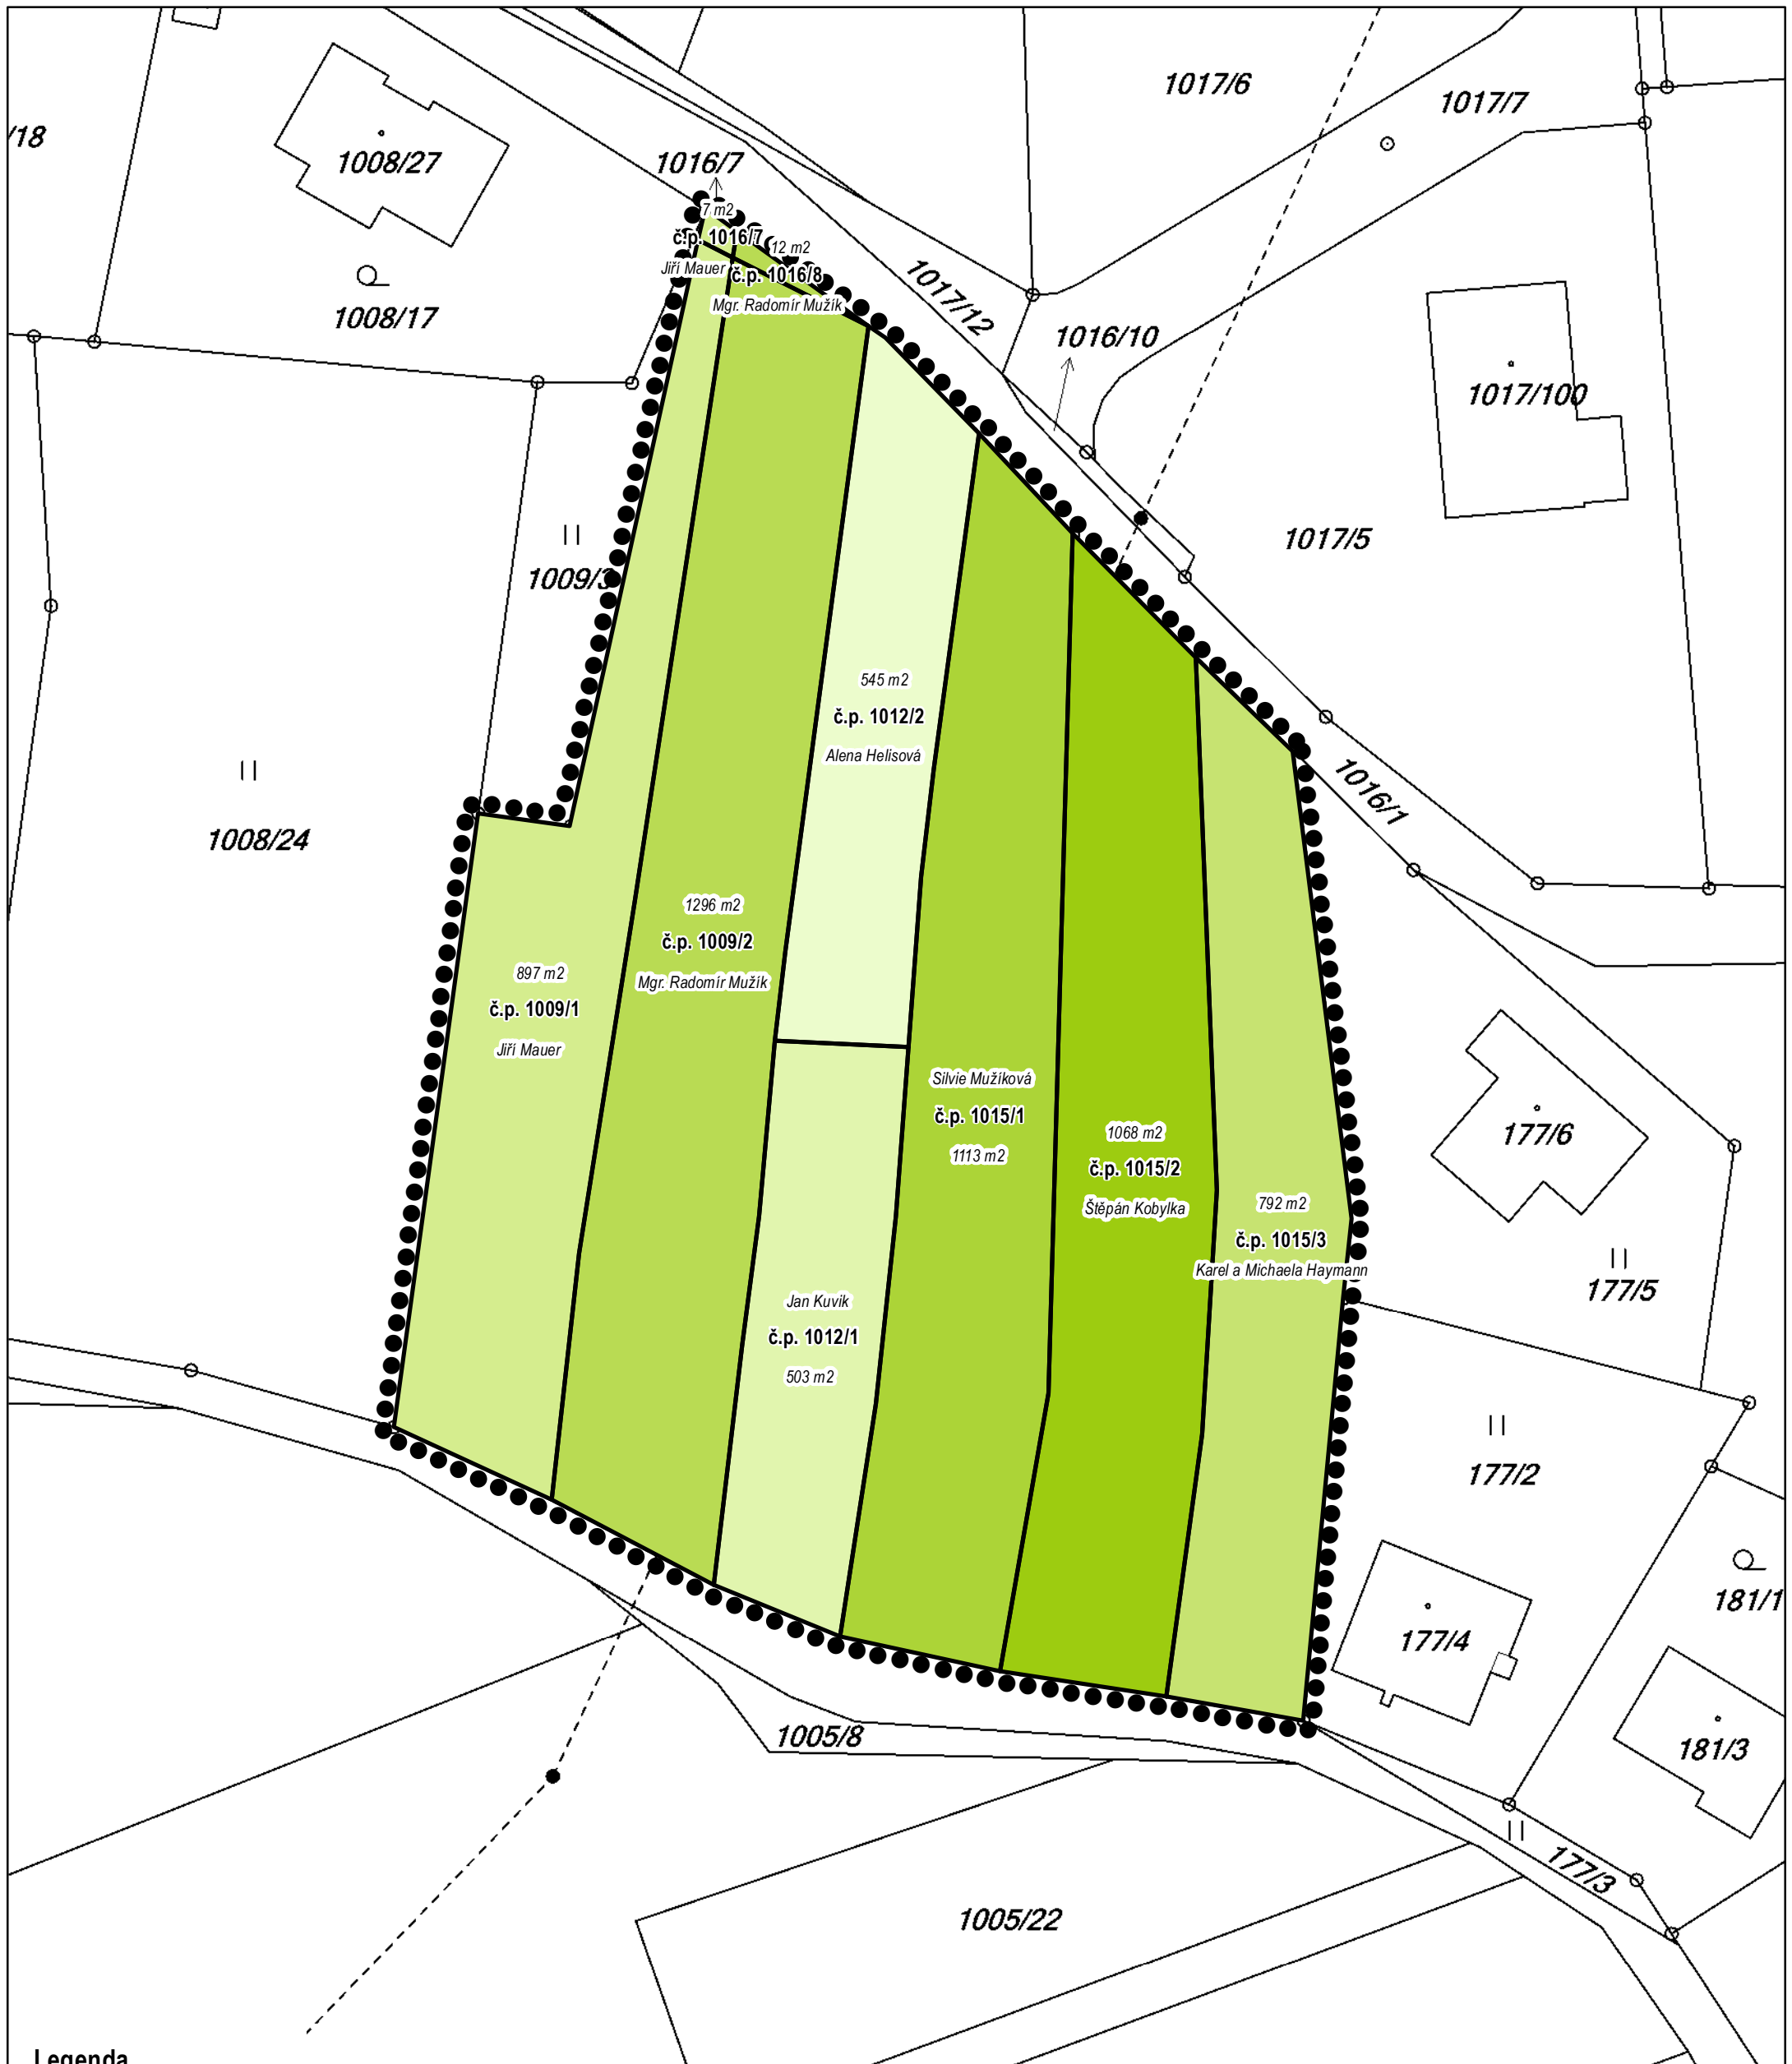 1017/6
1017/7
/18
1008/27
1016/7
7 m2
č.p. 1016/7
12 m2
Jiří Mauer
č.p. 1016/8
Mgr. Radomír Mužík
1017/12
1008/17
1016/10
1017/100
1017/5
1009/3
545 m2
č.p. 1012/2
Alena Helisová
1016/1
1008/24
1296 m2
č.p. 1009/2
Mgr. Radomír Mužík
897 m2
č.p. 1009/1
Jiří Mauer
Silvie Mužíková
č.p. 1015/1
1113 m2
1068 m2
č.p. 1015/2
Štěpán Kobylka
177/6
792 m2
č.p. 1015/3
Karel a Michaela Haymann
177/5
Jan Kuvik
č.p. 1012/1
503 m2
177/2
181/1
177/4
1005/8
181/3
177/3
1005/22
Legenda